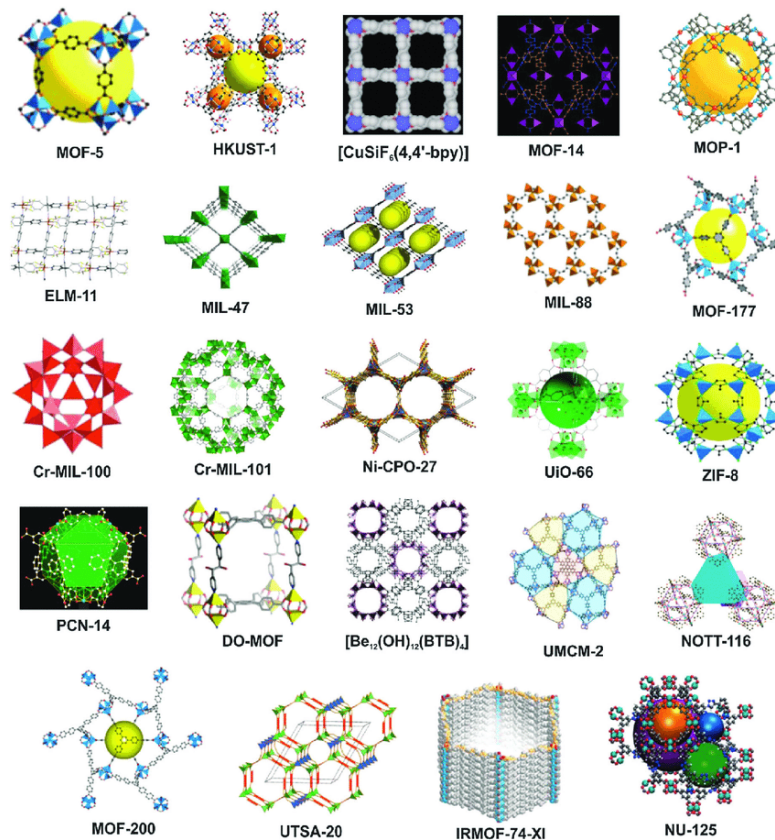 MOF-5
HKUST-1
[CuSiF₆(4,4'-bpy)]
MOF-14
MOP-1
ELM-11
MIL-47
MIL-53
MIL-88
MOF-177
Cr-MIL-100
Cr-MIL-101
Ni-CPO-27
UiO-66
ZIF-8
PCN-14
DO-MOF
[Be₁₂(OH)₁₂(BTB)₄]
UMCM-2
NOTT-116
MOF-200
UTSA-20
IRMOF-74-XI
NU-125